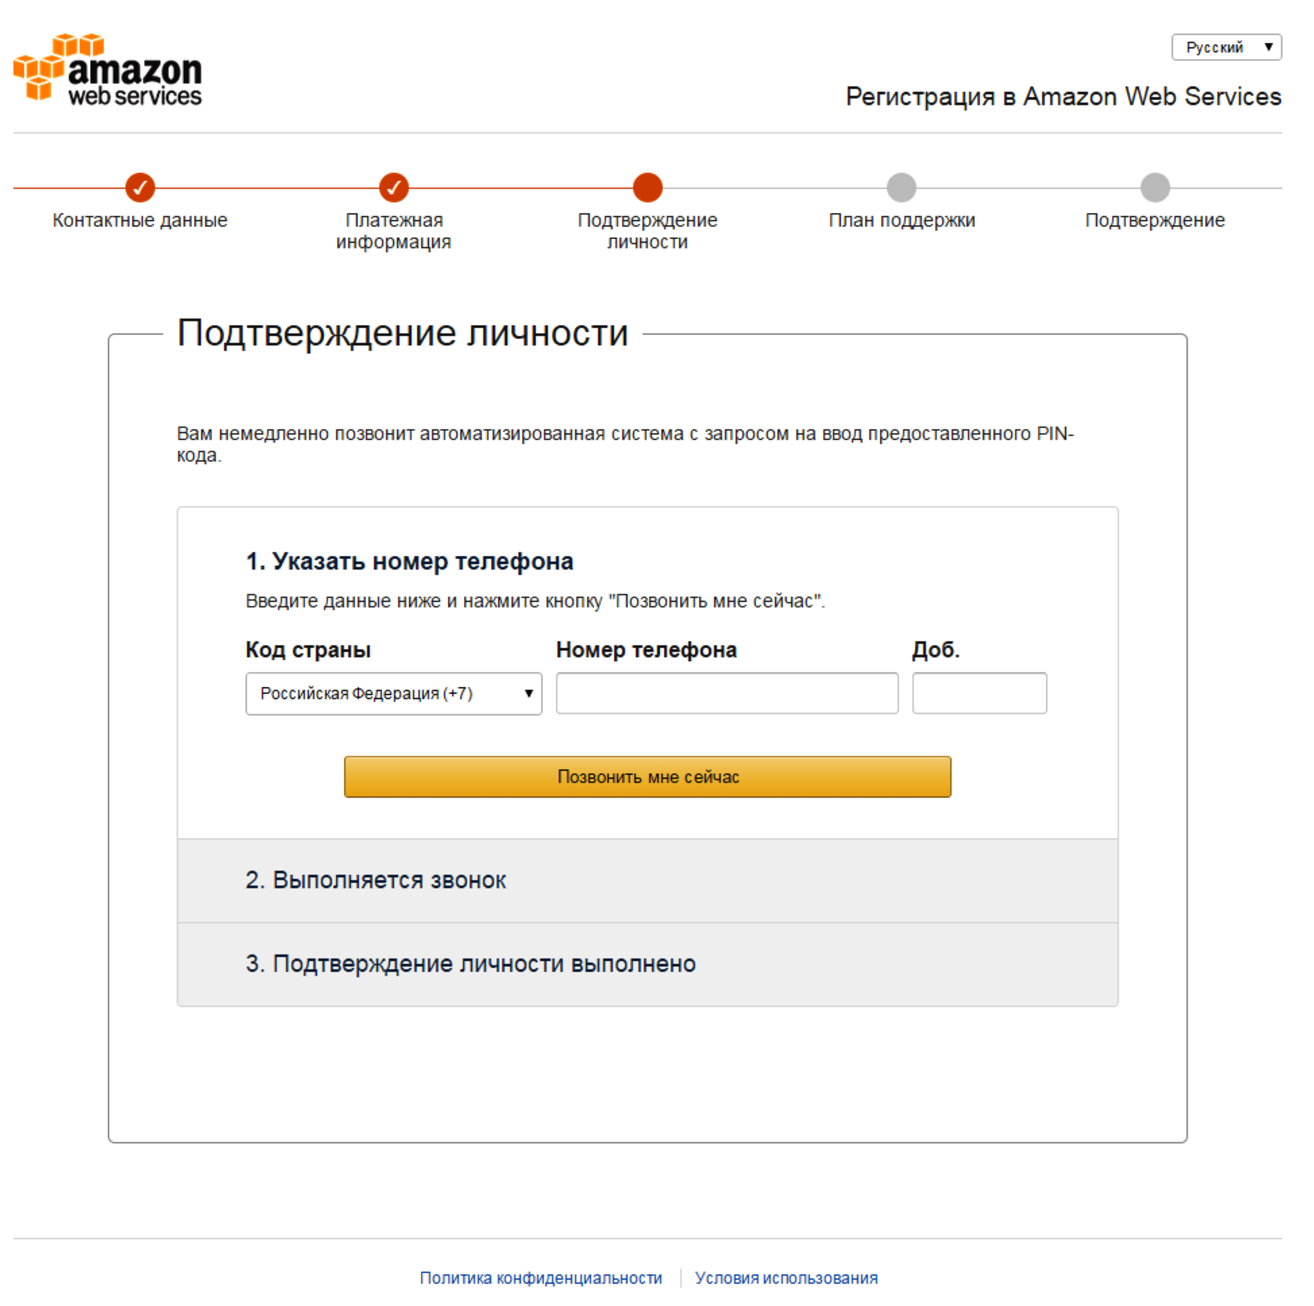 amazon
web services
Русский
Регистрация в Amazon Web Services
Контактные данные
Платежная
информация
Подтверждение
личности
План поддержки
Подтверждение
Подтверждение личности
Вам немедленно позвонит автоматизированная система с запросом на ввод предоставленного PIN-
кода.
1. Указать номер телефона
Введите данные ниже и нажмите кнопку "Позвонить мне сейчас".
Код страны
Номер телефона
Доб.
Российская Федерация (+7)
Позвонить мне сейчас
2. Выполняется звонок
3. Подтверждение личности выполнено
Политика конфиденциальности
Условия использования